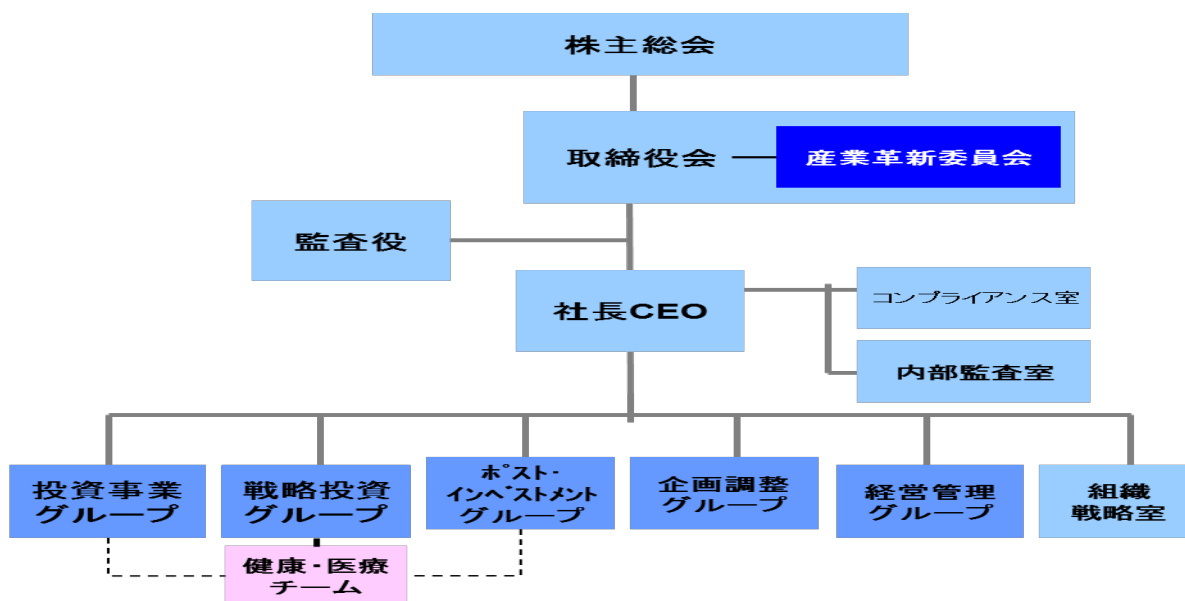 株主総会
取締役会
産業革新委員会
監査役
社長CEO
コンプライアンス室
内部監査室
投資事業
グループ
戦略投資
グループ
ﾎﾟｽﾄ・
ｲﾝﾍﾞｽﾄﾒﾝﾄ
グループ
企画調整
グループ
経営管理
グループ
組織
戦略室
健康・医療
チーム